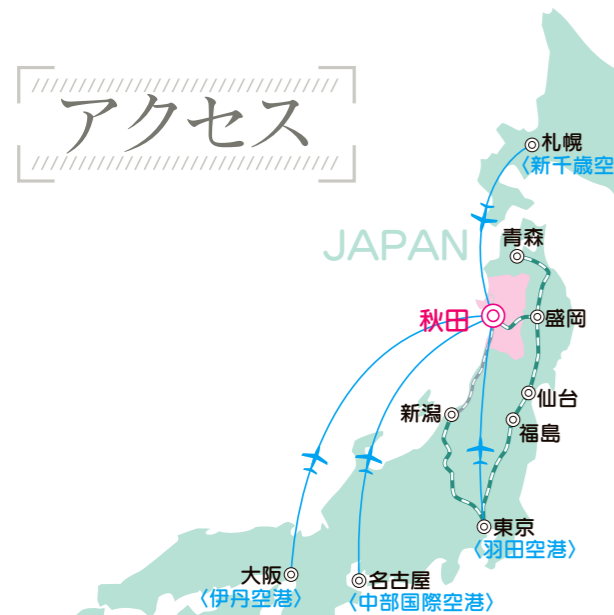 アクセス
札幌
〈新千歳空
JAPAN
青森
秋田
盛岡
仙台
新潟
福島
東京
〈羽田空港〉
大阪
〈伊丹空港〉
名古屋
〈中部国際空港〉